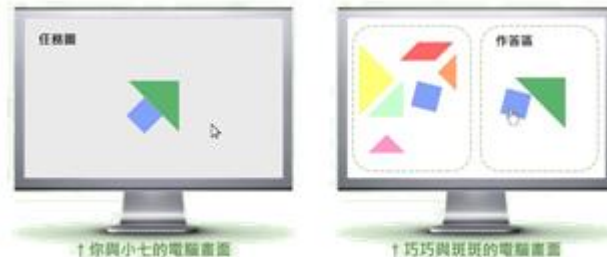 任務圖
作答區
↑你與小七的電腦畫面
↑巧巧與斑斑的電腦畫面